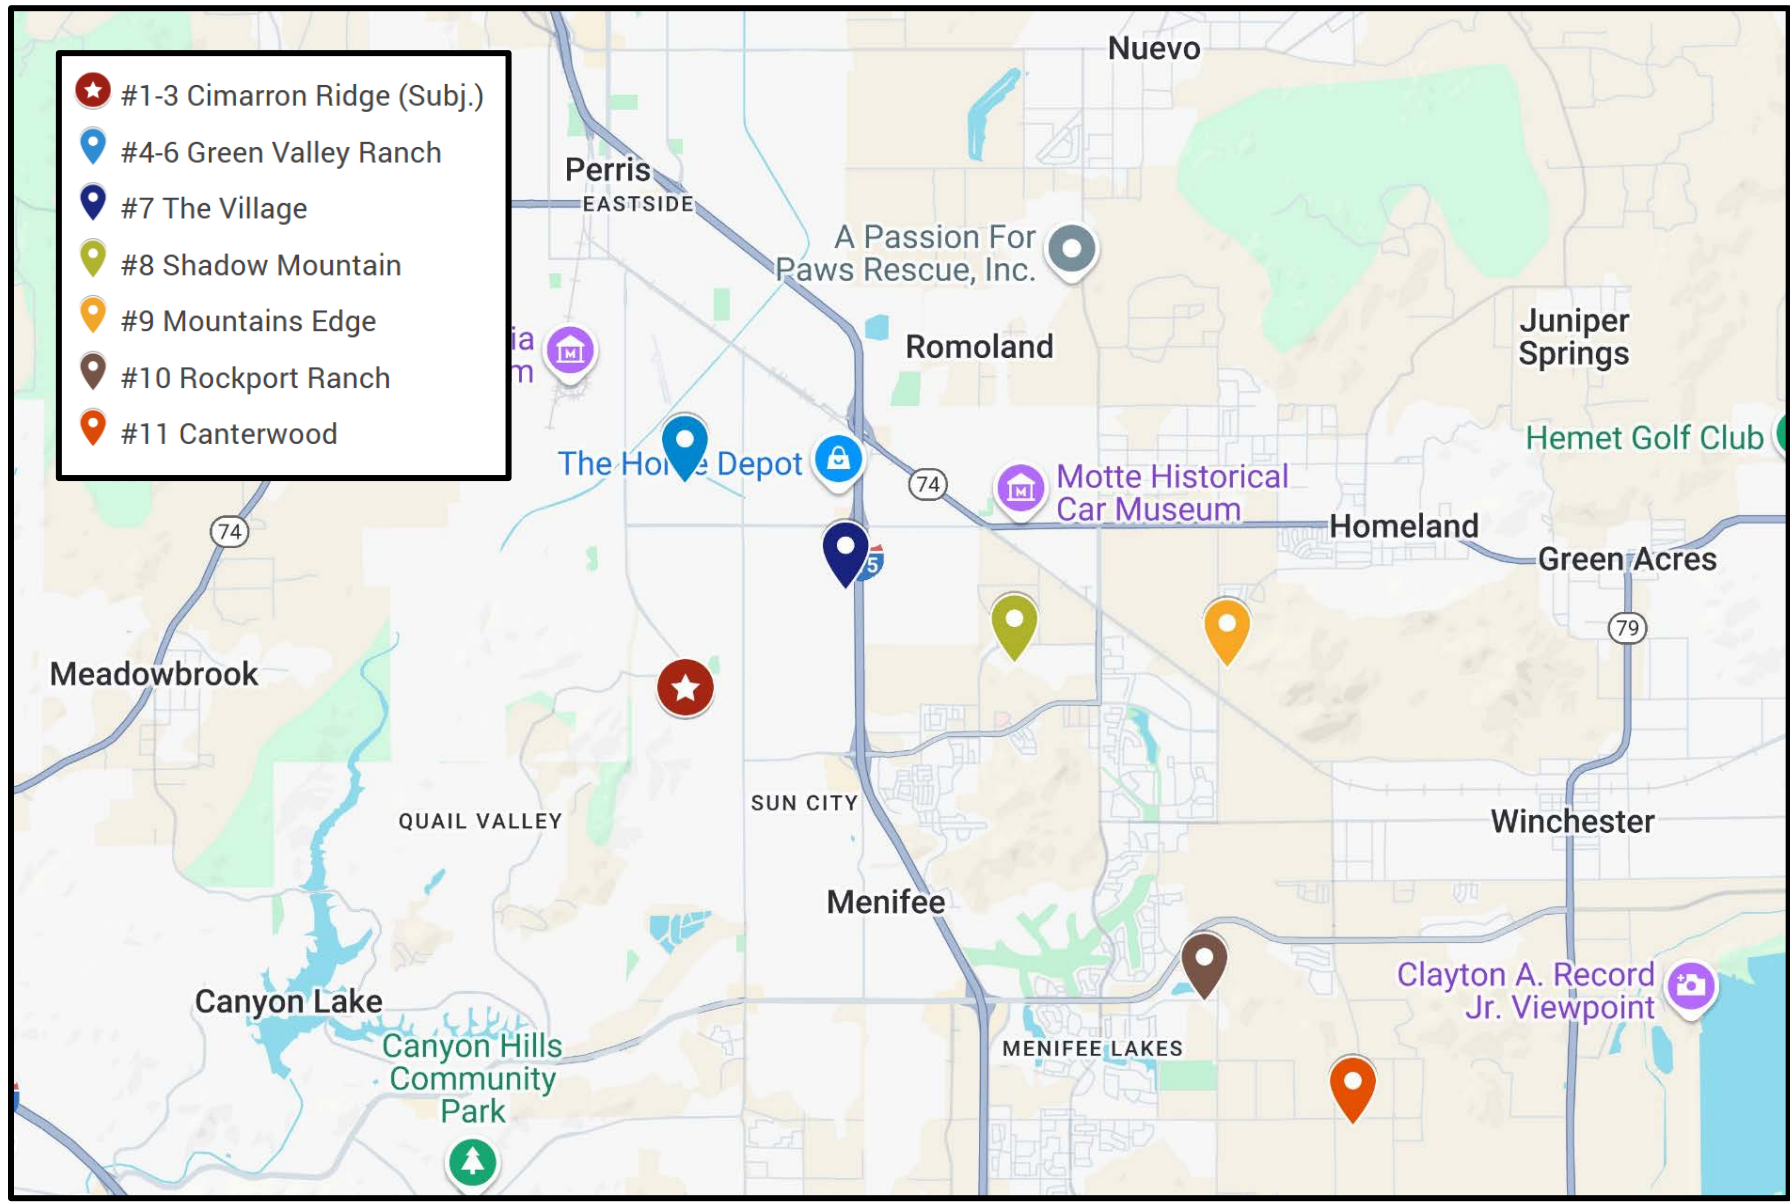 #1-3 Cimarron Ridge (Subj.)
#4-6 Green Valley Ranch
#7 The Village
#8 Shadow Mountain
#9 Mountains Edge
#10 Rockport Ranch
#11 Canterwood
Nuevo
Perris
EASTSIDE
A Passion For
Paws Rescue, Inc.
Romoland
Juniper
Springs
ia
m
M
Hemet Golf Club
The Ho e Depot
74
M
Motte Historical
Car Museum
Homeland
74
5
Green Acres
79
Meadowbrook
SUN CITY
QUAIL VALLEY
Winchester
Menifee
Clayton A. Record
Jr. Viewpoint
Canyon Lake
Canyon Hills
Community
Park
MENIFEE LAKES